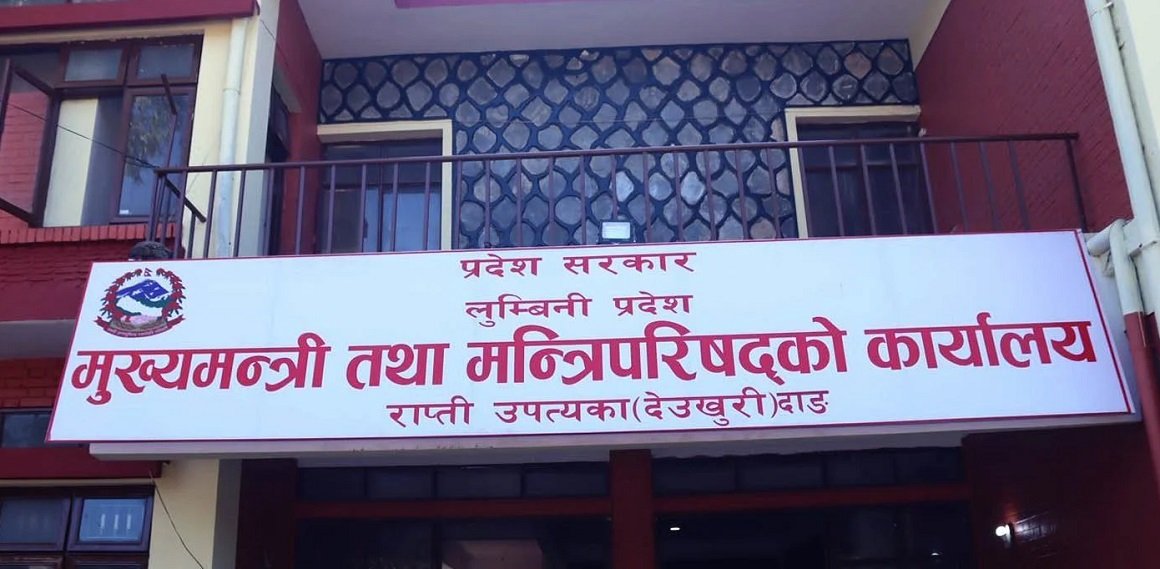 प्रदेश सरकार
लुम्बिनी प्रदेश
मुख्यमन्त्री तथा मन्त्रिपरिषद्को कार्यालय
राप्ती उपत्यका(देउखुरी)दाङ